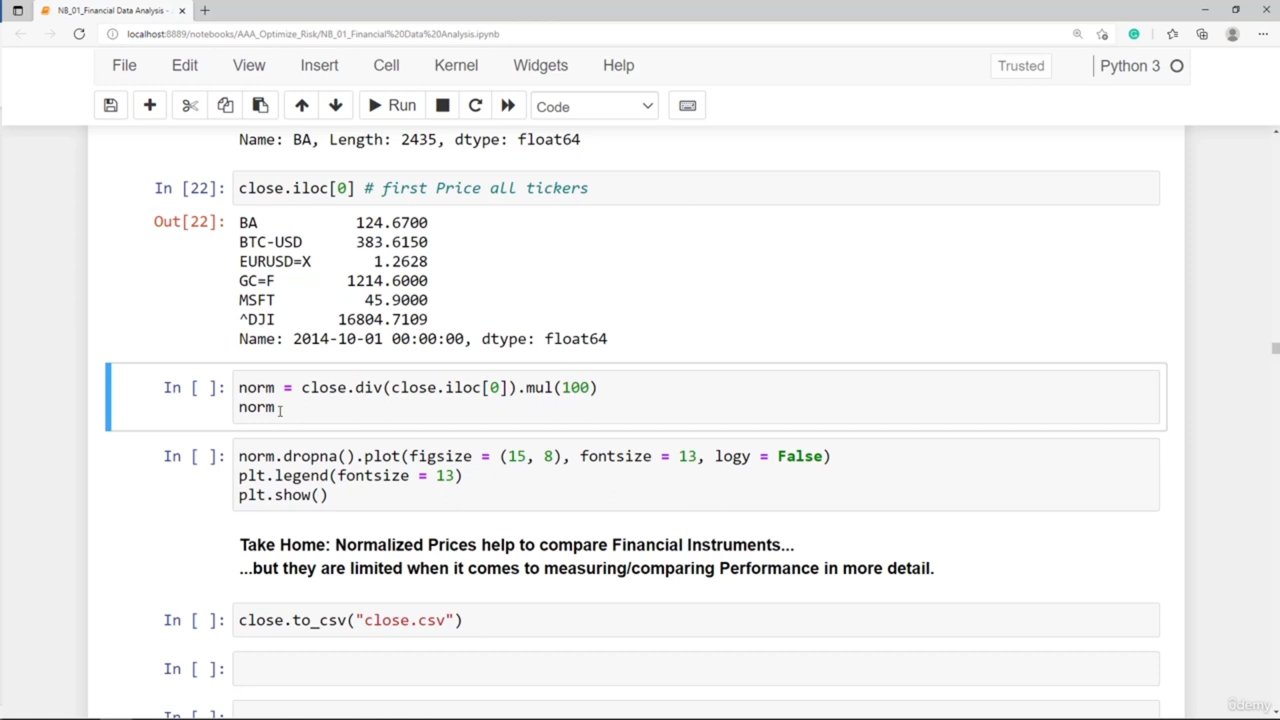 NB_01_Financial Data Analysis -
localhost:8889/notebooks/AAA_Optimize_Risk/NB_01_Financial%20Data%20Analysis.ipynb
File Edit View Insert Cell Kernel Widgets Help Trusted Python 3
Run Code
Name: BA, Length: 2435, dtype: float64
In [22]: close.iloc[0] # first Price all tickers
Out[22]: BA 124.6700
BTC-USD 383.6150
EURUSD=X 1.2628
GC=F 1214.6000
MSFT 45.9000
^DJI 16804.7109
Name: 2014-10-01 00:00:00, dtype: float64
In [ ]: norm = close.div(close.iloc[0]).mul(100)
norm
In [ ]: norm.dropna().plot(figsize = (15, 8), fontsize = 13, logy = False)
plt.legend(fontsize = 13)
plt.show()
Take Home: Normalized Prices help to compare Financial Instruments...
...but they are limited when it comes to measuring/comparing Performance in more detail.
In [ ]: close.to_csv("close.csv")
In [ ]:
In [ ]:
ûdemy